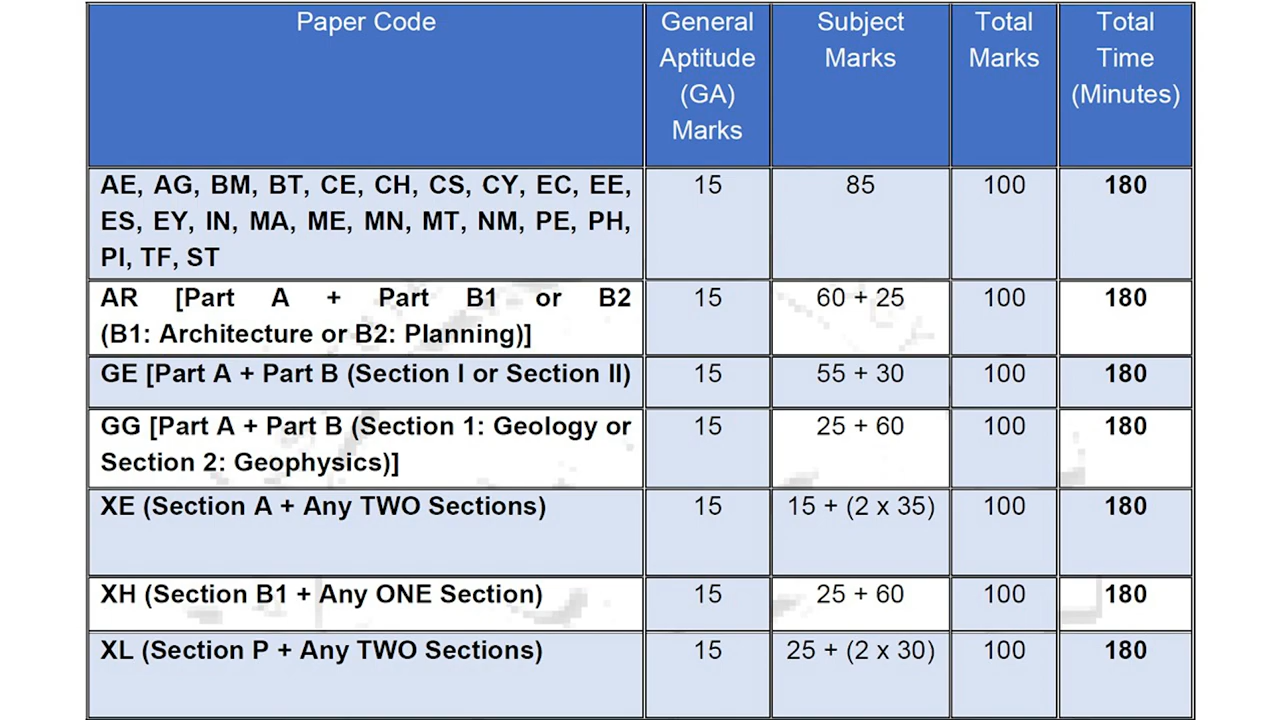 Paper Code
General
Aptitude
(GA)
Marks
Subject
Marks
Total
Marks
Total
Time
(Minutes)
AE, AG, BM, BT, CE, CH, CS, CY, EC, EE,
ES, EY, IN, MA, ME, MN, MT, NM, PE, PH,
PI, TF, ST
15
85
100
180
AR [Part A + Part B1 or B2
(B1: Architecture or B2: Planning)]
15
60 + 25
100
180
GE [Part A + Part B (Section I or Section II)
15
55 + 30
100
180
GG [Part A + Part B (Section 1: Geology or
Section 2: Geophysics)]
15
25 + 60
100
180
XE (Section A + Any TWO Sections)
15
15 + (2 x 35)
100
180
XH (Section B1 + Any ONE Section)
15
25 + 60
100
180
XL (Section P + Any TWO Sections)
15
25 + (2 x 30)
100
180